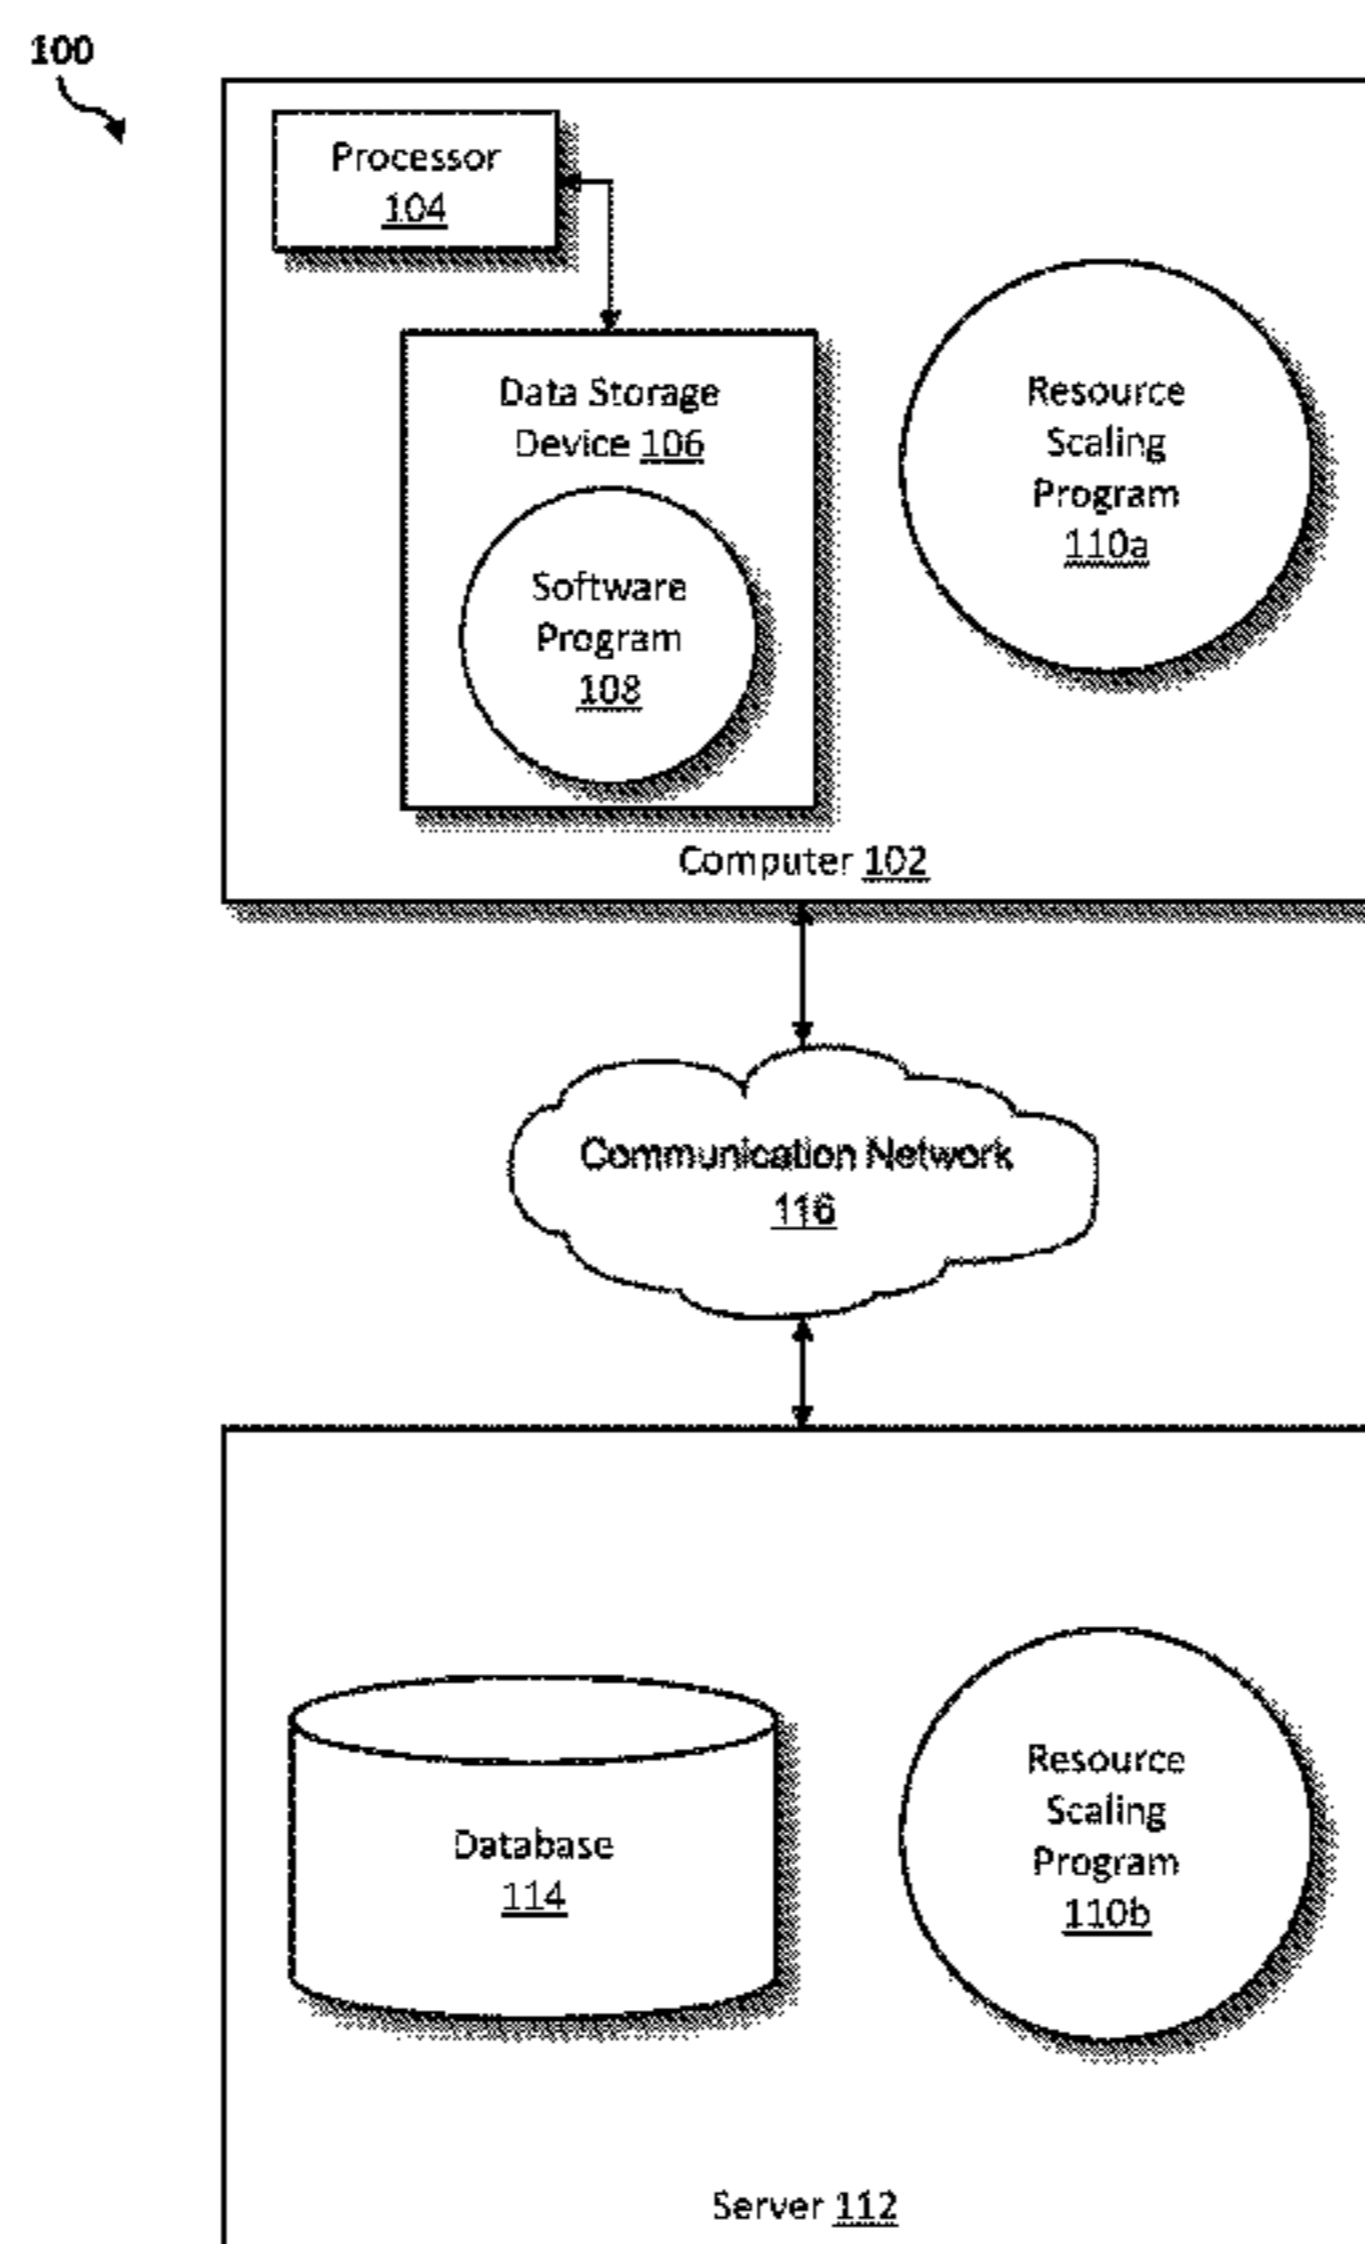 100
Processor
104
Data Storage
Device 106
Software
Program
108
Resource
Scaling
Program
110a
Computer 102
Communication Network
116
Database
114
Resource
Scaling
Program
110b
Server 112